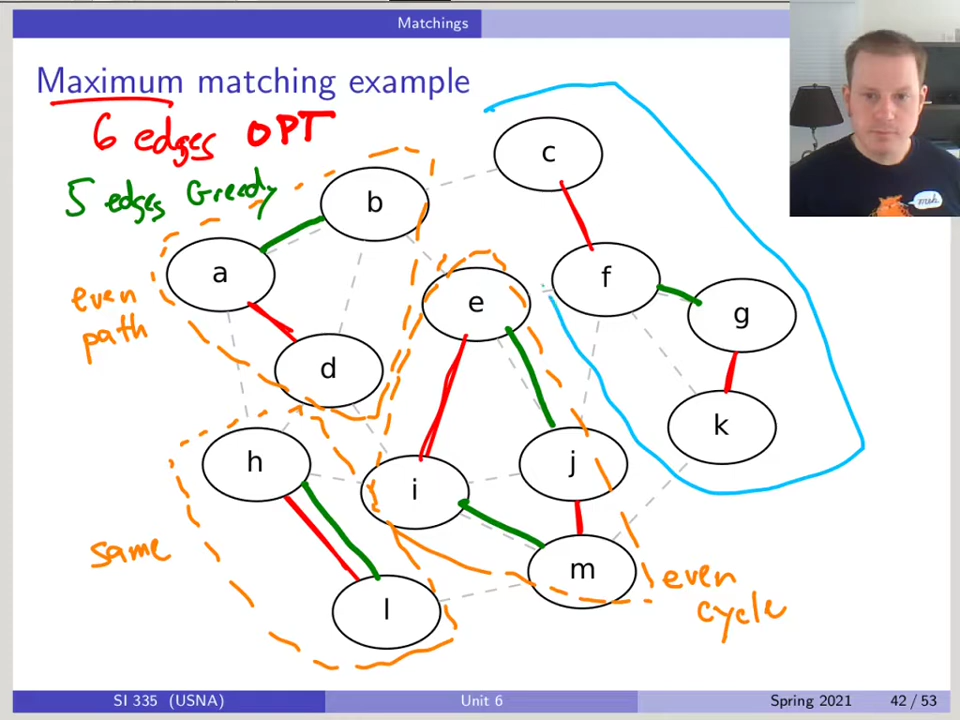 Matchings
Maximum matching example
6 edges OPT
5 edges Greedy
c
b
a
f
e
g
even
path
d
k
h
j
i
same
m
even
cycle
l
meh.
SI 335 (USNA)
Unit 6
Spring 2021
42 / 53